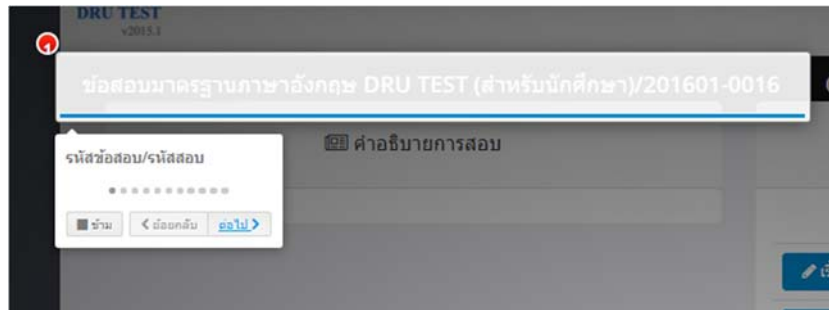 DRU TEST
v2015.1
1
ข้อสอบมาตรฐานภาษาอังกฤษ DRU TEST (สำหรับนักศึกษา)/201601-0016
คำอธิบายการสอบ
รหัสข้อสอบ/รหัสสอบ
ข้าม ย้อนกลับ ต่อไป